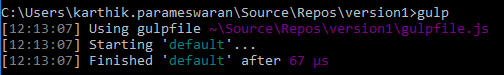 C:\Users\karthik.parameswaran\Source\Repos\version1>gulp
[12:13:07] Using gulpfile ~\Source\Repos\version1\gulpfile.js
[12:13:07] Starting 'default'...
[12:13:07] Finished 'default' after 67 μs